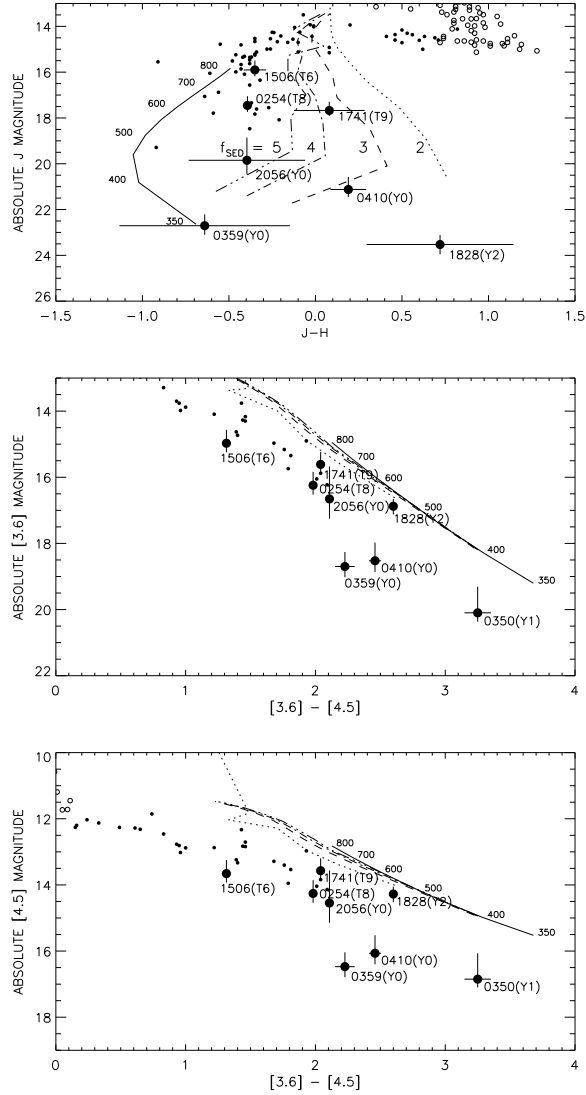 14
16
18
20
22
24
26
ABSOLUTE J MAGNITUDE
800
700
600
500
400
350
1506(T6)
0254(T8)
1741(T9)
fSED = 5 4 3 2
2056(Y0)
0410(Y0)
0359(Y0)
1828(Y2)
−1.5 −1.0 −0.5 0.0 0.5 1.0 1.5
J−H
14
16
18
20
22
ABSOLUTE [3.6] MAGNITUDE
800
700
600
500
400
350
1506(T6)
1741(T9)
0254(T8)
2056(Y0)
1828(Y2)
0410(Y0)
0359(Y0)
0350(Y1)
0 1 2 3 4
[3.6] − [4.5]
10
12
14
16
18
ABSOLUTE [4.5] MAGNITUDE
800
700
600
500
400
350
1506(T6)
1741(T9)
0254(T8)
2056(Y0)
1828(Y2)
0410(Y0)
0359(Y0)
0350(Y1)
0 1 2 3 4
[3.6] − [4.5]